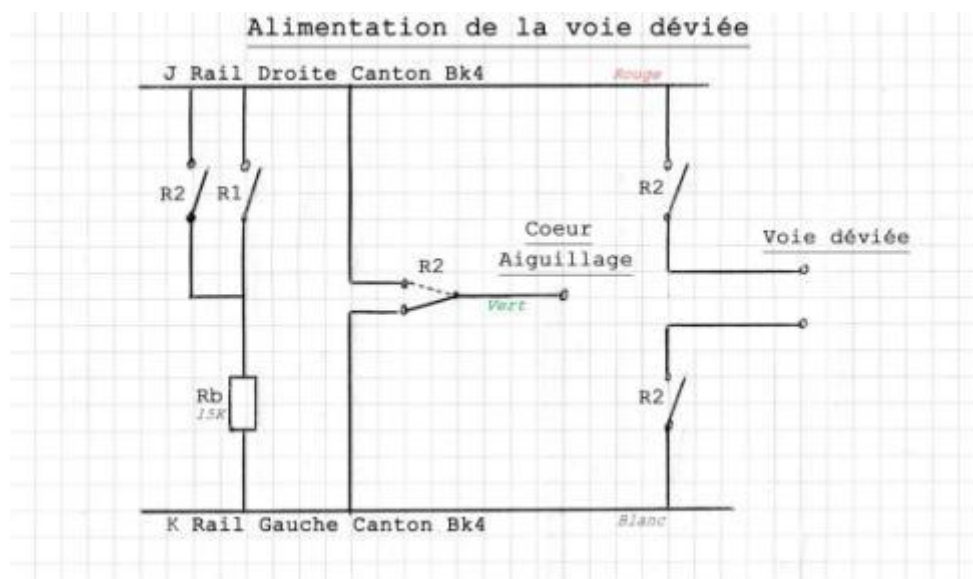 Alimentation de la voie déviée
J Rail Droite Canton Bk4
Rouge
R2
R1
R2
Coeur
Aiguillage
Voie déviée
R2
Vert
Rb
15K
R2
K Rail Gauche Canton Bk4
Blanc